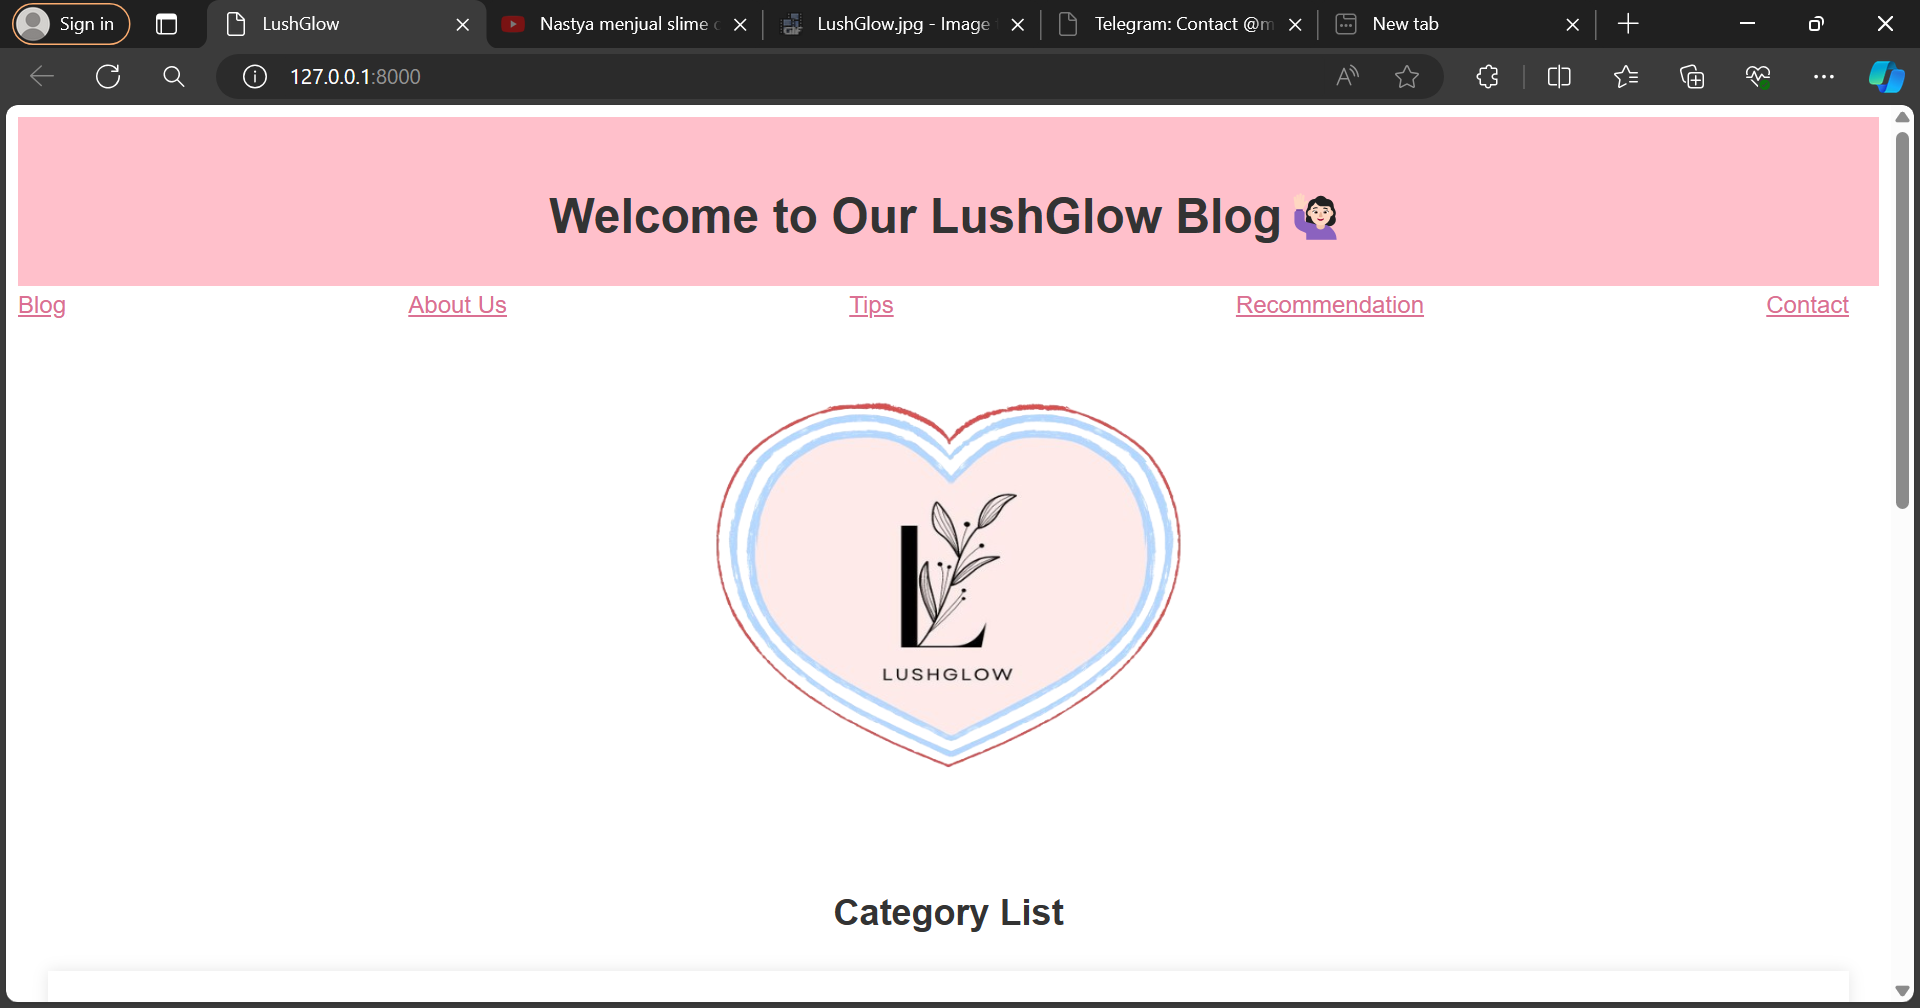 Sign in
LushGlow
Nastya menjual slime
LushGlow.jpg - Image
Telegram: Contact @m
New tab
127.0.0.1:8000
Welcome to Our LushGlow Blog 🙋🏻‍♀️
Blog About Us Tips Recommendation Contact
L
LUSHGLOW
Category List